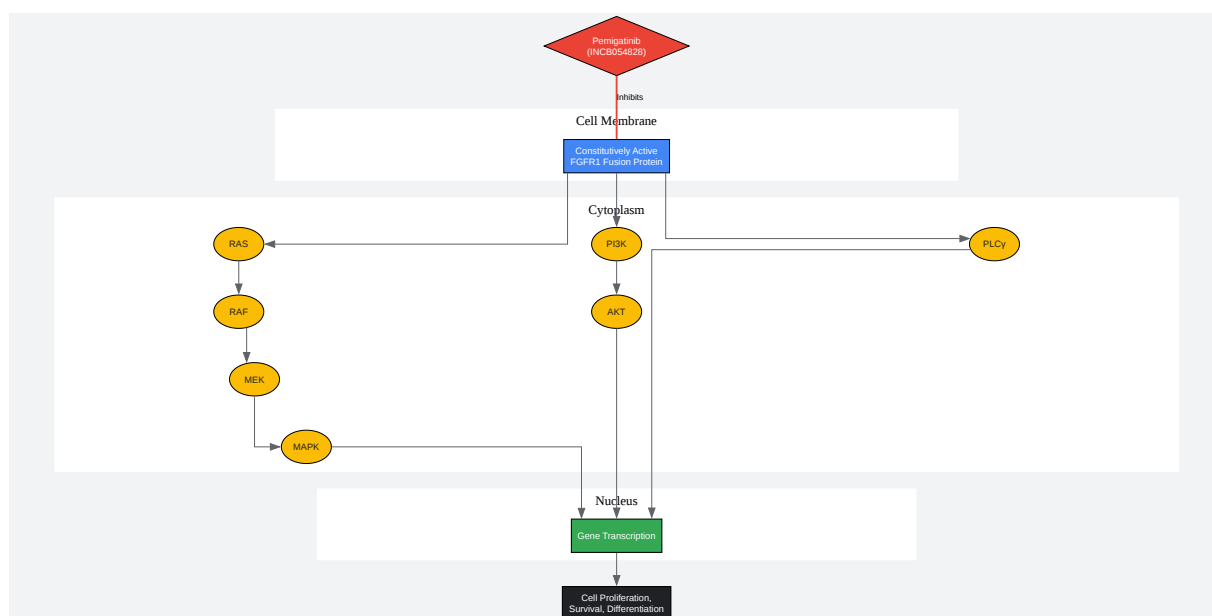 Pemigatinib
(INCB054828)
Inhibits
Cell Membrane
Constitutively Active
FGFR1 Fusion Protein
Cytoplasm
RAS
PI3K
PLCγ
RAF
AKT
MEK
MAPK
Nucleus
Gene Transcription
Cell Proliferation,
Survival, Differentiation